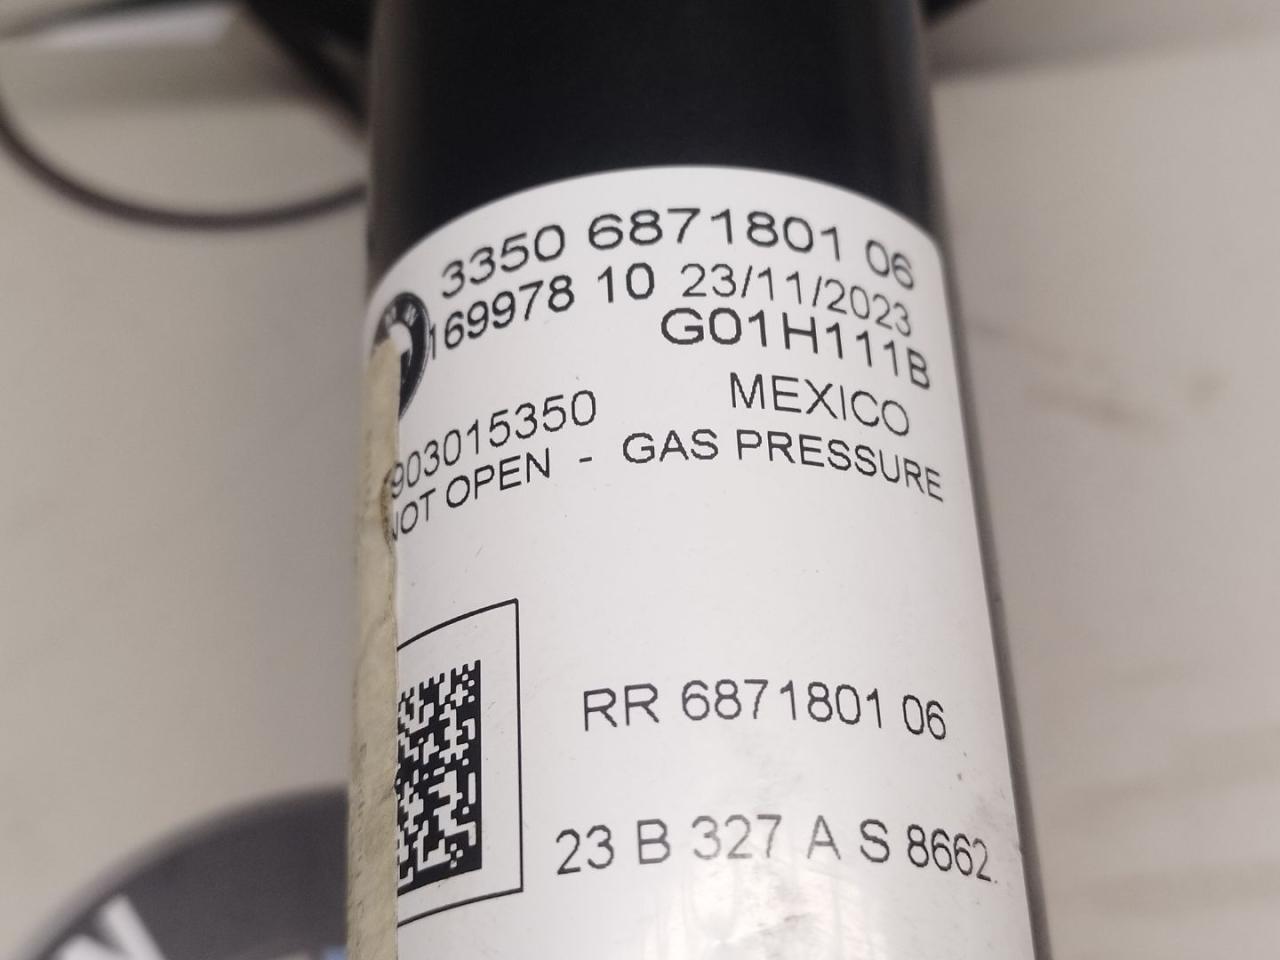 3350 6871801 06
169978 10 23/11/2023
G01H111B
903015350 MEXICO
NOT OPEN - GAS PRESSURE
RR 6871801 06
23 B 327 A S 8662